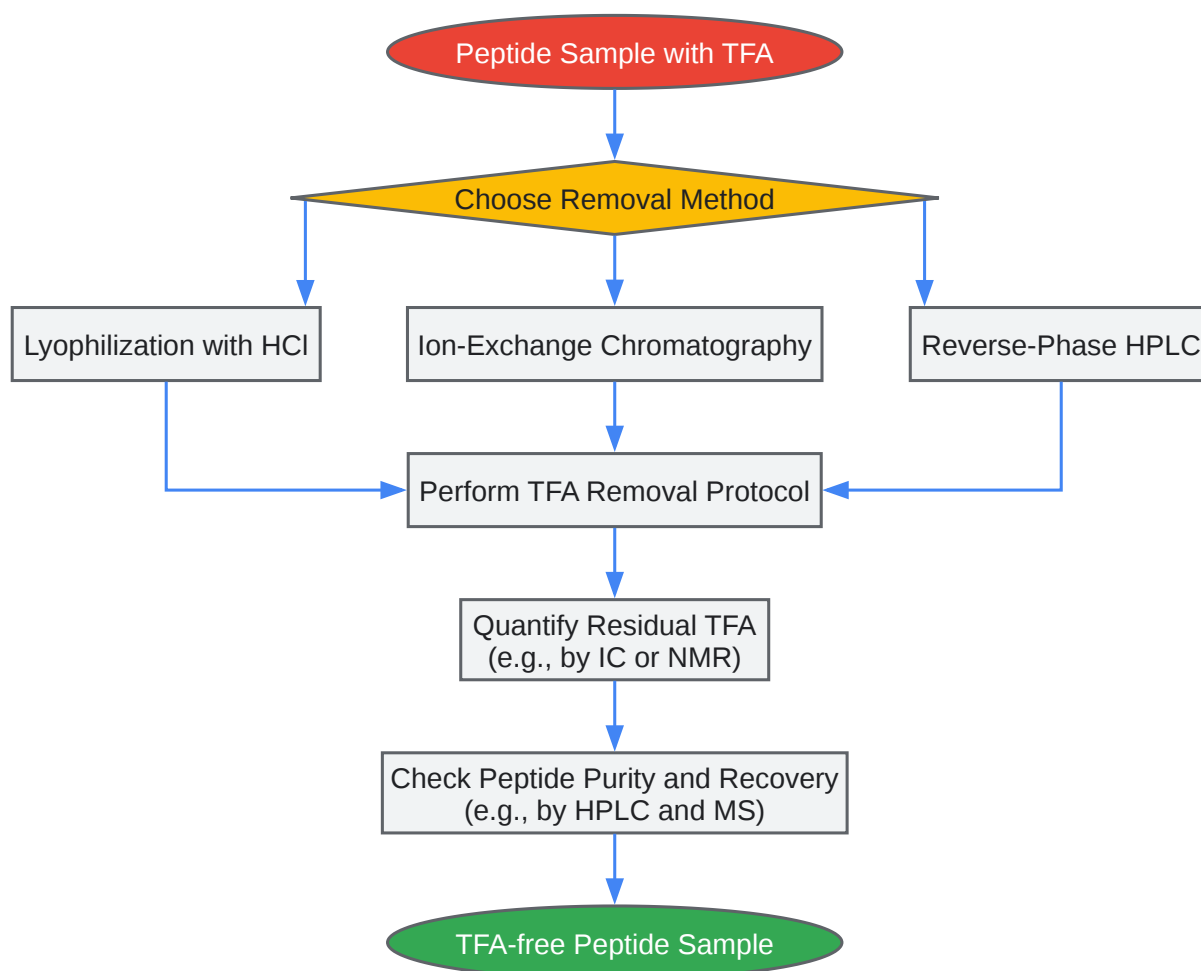 Peptide Sample with TFA
Choose Removal Method
Lyophilization with HCl
Ion-Exchange Chromatography
Reverse-Phase HPLC
Perform TFA Removal Protocol
Quantify Residual TFA
(e.g., by IC or NMR)
Check Peptide Purity and Recovery
(e.g., by HPLC and MS)
TFA-free Peptide Sample